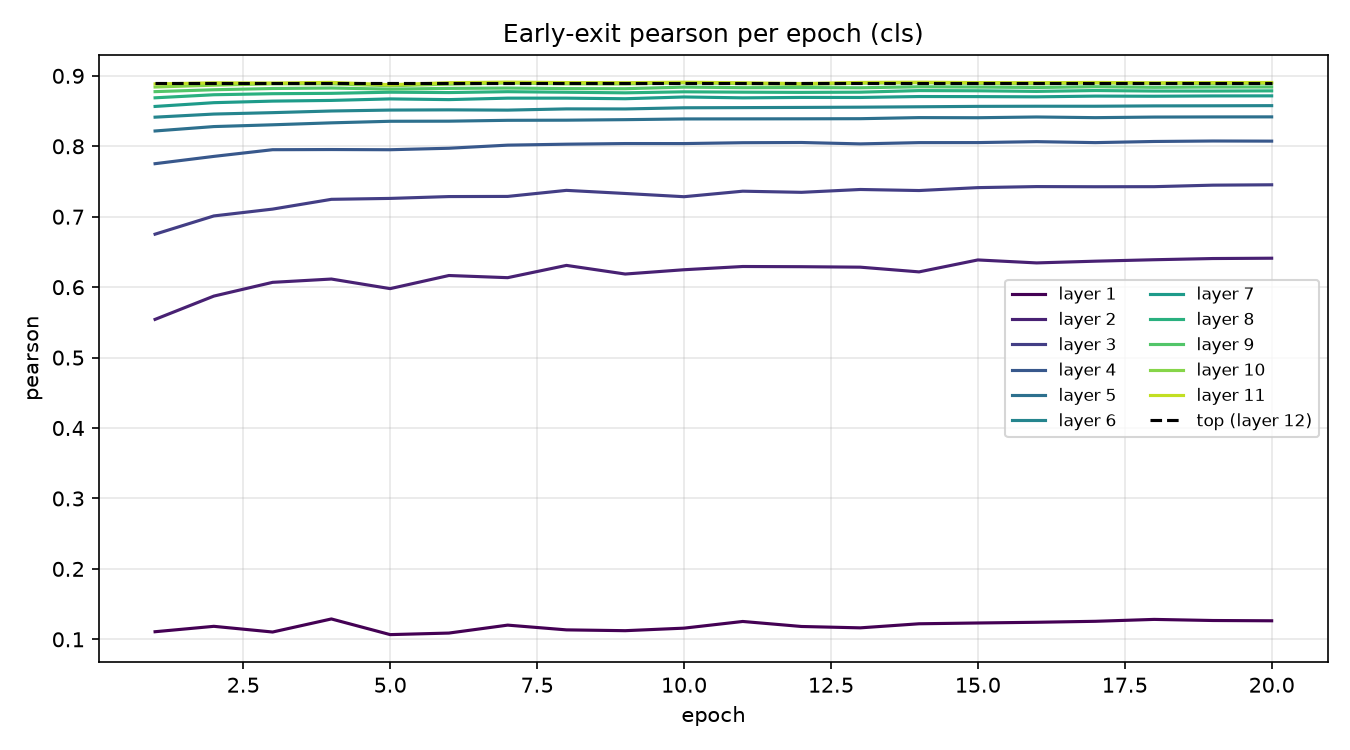 Early-exit pearson per epoch (cls)
pearson
0.9
0.8
0.7
0.6
0.5
0.4
0.3
0.2
0.1
layer 1
layer 2
layer 3
layer 4
layer 5
layer 6
layer 7
layer 8
layer 9
layer 10
layer 11
top (layer 12)
2.5 5.0 7.5 10.0 12.5 15.0 17.5 20.0
epoch